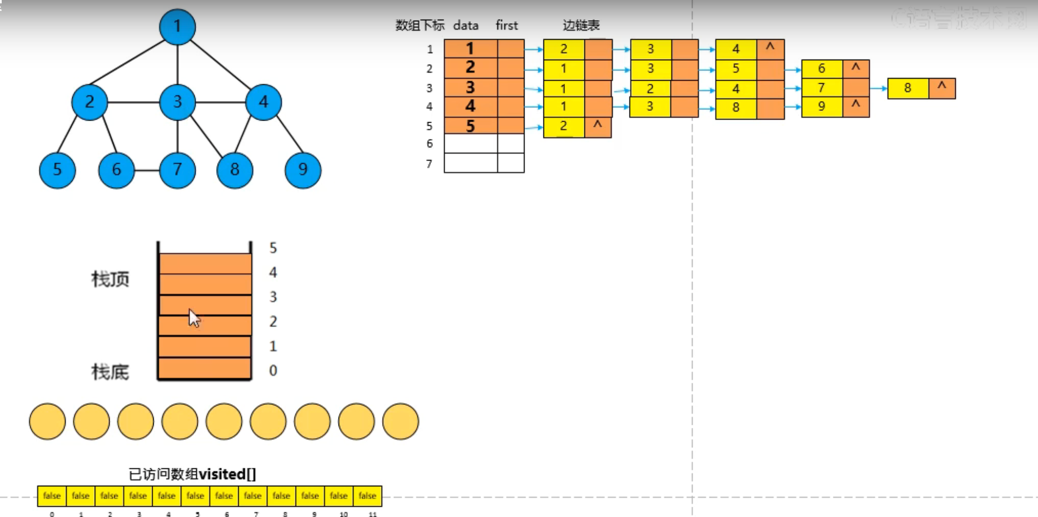 数组下标 data first 边链表
1
2 3 4
5 6 7 8 9
1 1 2 3 4 ^
2 2 1 3 5 6 ^
3 3 1 2 4 7 8 ^
4 4 1 3 8 9 ^
5 5 2 ^
6
7
5
栈顶 4
3
2
1
栈底 0
已访问数组visited[]
false false false false false false false false false false false false
0 1 2 3 4 5 6 7 8 9 10 11